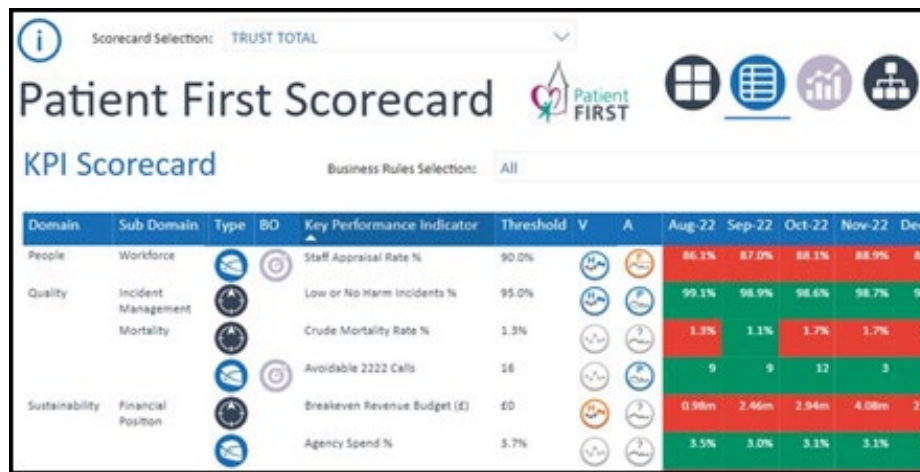 Scorecard Selection: TRUST TOTAL
Patient First Scorecard
Patient
FIRST
KPI Scorecard
Business Rules Selection: All
Domain Sub Domain Type BO Key Performance Indicator Threshold V A Aug-22 Sep-22 Oct-22 Nov-22
People Workforce Staff Appraisal Rate % 90.0% 86.1% 87.0% 88.1% 88.9%
Quality Incident Management Low or No Harm Incidents % 95.0% 99.1% 98.9% 98.6% 98.7%
Mortality Crude Mortality Rate % 1.3% 1.3% 1.1% 1.7% 1.7%
Avoidable 2222 Calls 16 9 9 12 3
Sustainability Financial Position Breakeven Revenue Budget (£) £0 0.98m 2.46m 2.94m 4.08m
Agency Spend % 3.7% 3.5% 3.0% 3.1% 3.1%